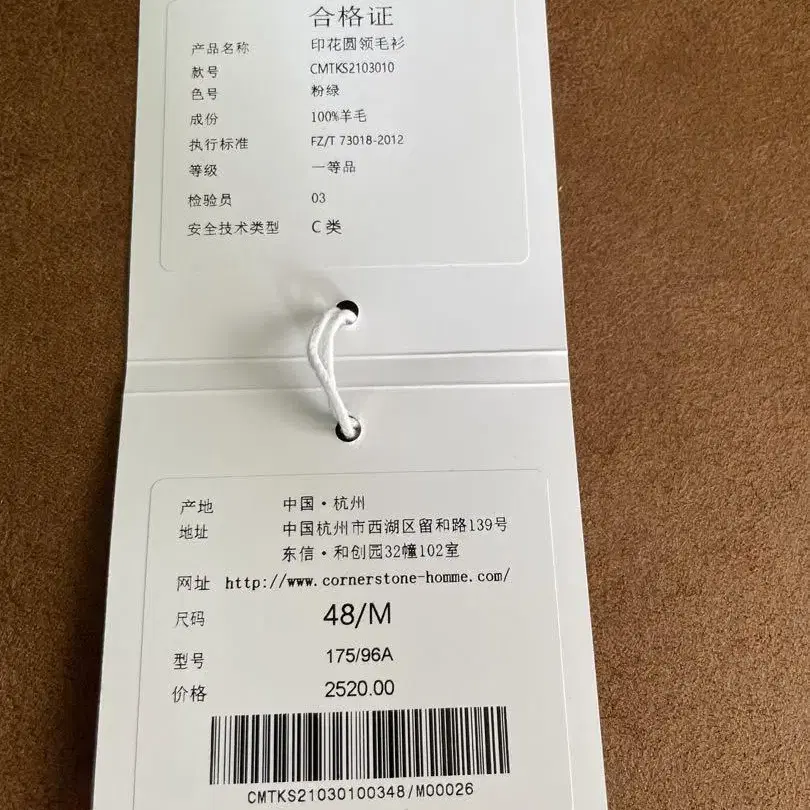 合格证
产品名称 印花圆领毛衫
款号 CMTKS2103010
色号 粉绿
成份 100%羊毛
执行标准 FZ/T 73018-2012
等级 一等品
检验员 03
安全技术类型 C 类
产地 中国·杭州
地址 中国杭州市西湖区留和路139号
东信·和创园32幢102室
网址 http://www.cornerstone-homme.com/
尺码 48/M
型号 175/96A
价格 2520.00
CMTKS21030100348/M00026